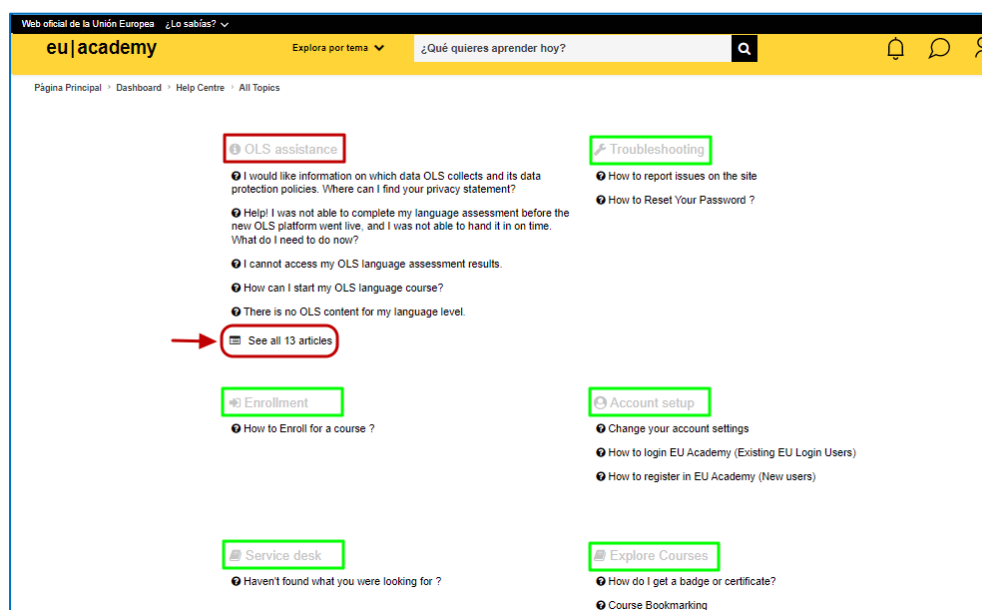 Web oficial de la Unión Europea ¿Lo sabías?
eu|academy
Explora por tema
¿Qué quieres aprender hoy?
Página Principal > Dashboard > Help Centre > All Topics
OLS assistance
I would like information on which data OLS collects and its data
protection policies. Where can I find your privacy statement?
Help! I was not able to complete my language assessment before the
new OLS platform went live, and I was not able to hand it in on time.
What do I need to do now?
I cannot access my OLS language assessment results.
How can I start my OLS language course?
There is no OLS content for my language level.
See all 13 articles
Troubleshooting
How to report issues on the site
How to Reset Your Password ?
Enrollment
How to Enroll for a course ?
Account setup
Change your account settings
How to login EU Academy (Existing EU Login Users)
How to register in EU Academy (New users)
Service desk
Haven't found what you were looking for ?
Explore Courses
How do I get a badge or certificate?
Course Bookmarking